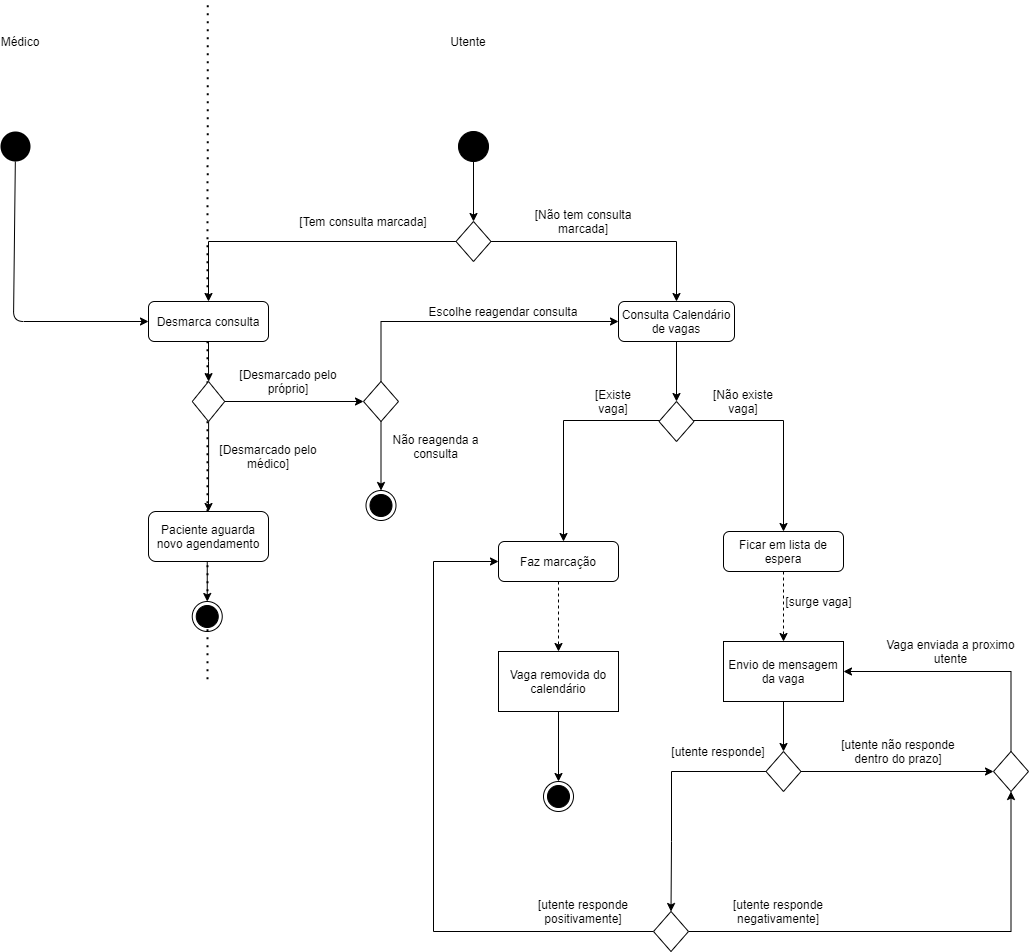 Médico
Utente
[Tem consulta marcada]
[Não tem consulta
marcada]
Desmarca consulta
Escolhe reagendar consulta
Consulta Calendário
de vagas
[Desmarcado pelo
próprio]
[Existe
vaga]
[Não existe
vaga]
[Desmarcado pelo
médico]
Não reagenda a
consulta
Paciente aguarda
novo agendamento
Faz marcação
Ficar em lista de
espera
[surge vaga]
Vaga removida do
calendário
Envio de mensagem
da vaga
Vaga enviada a proximo
utente
[utente responde]
[utente não responde
dentro do prazo]
[utente responde
positivamente]
[utente responde
negativamente]